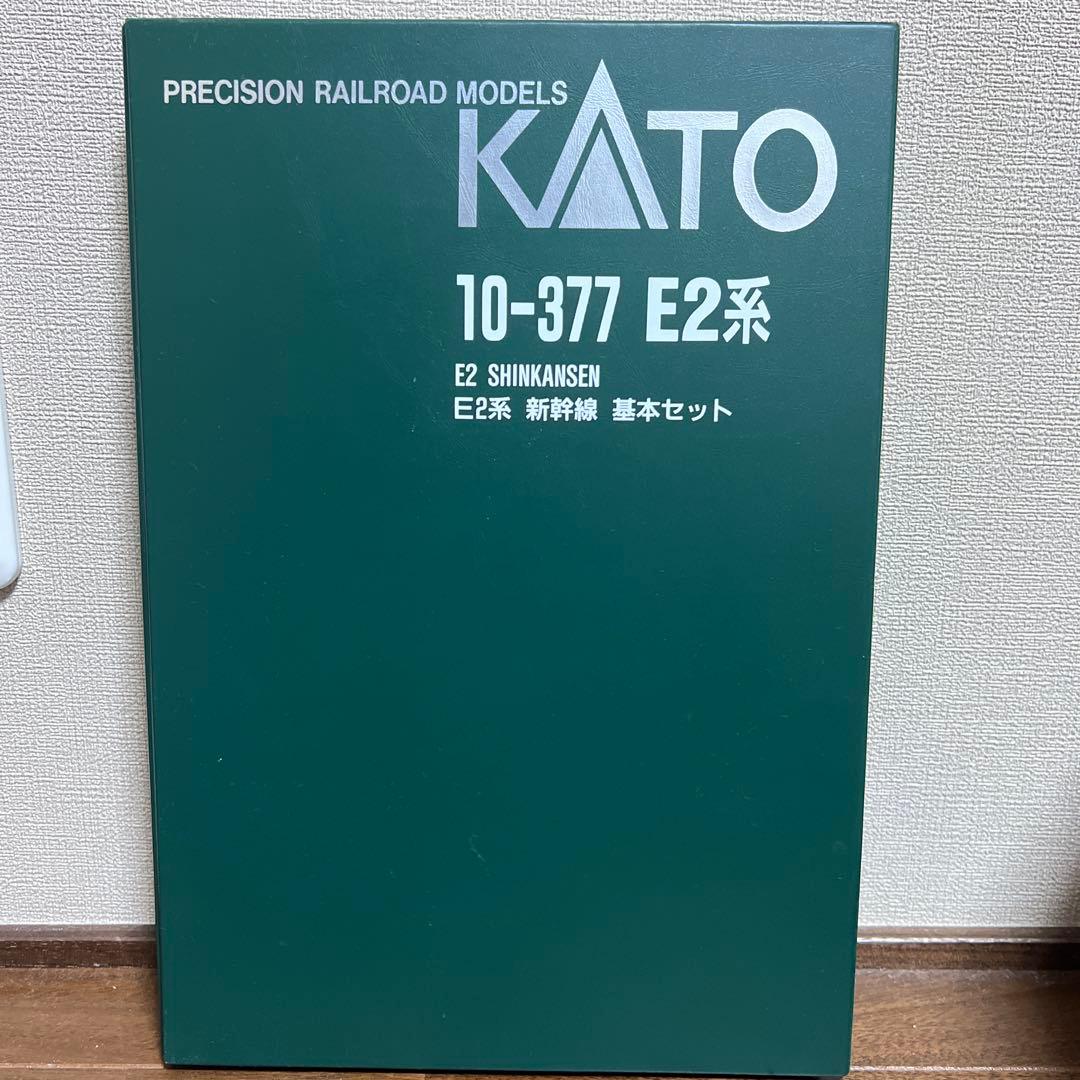 PRECISION RAILROAD MODELS
KATO
10-377 E2系
E2 SHINKANSEN
E2系 新幹線 基本セット